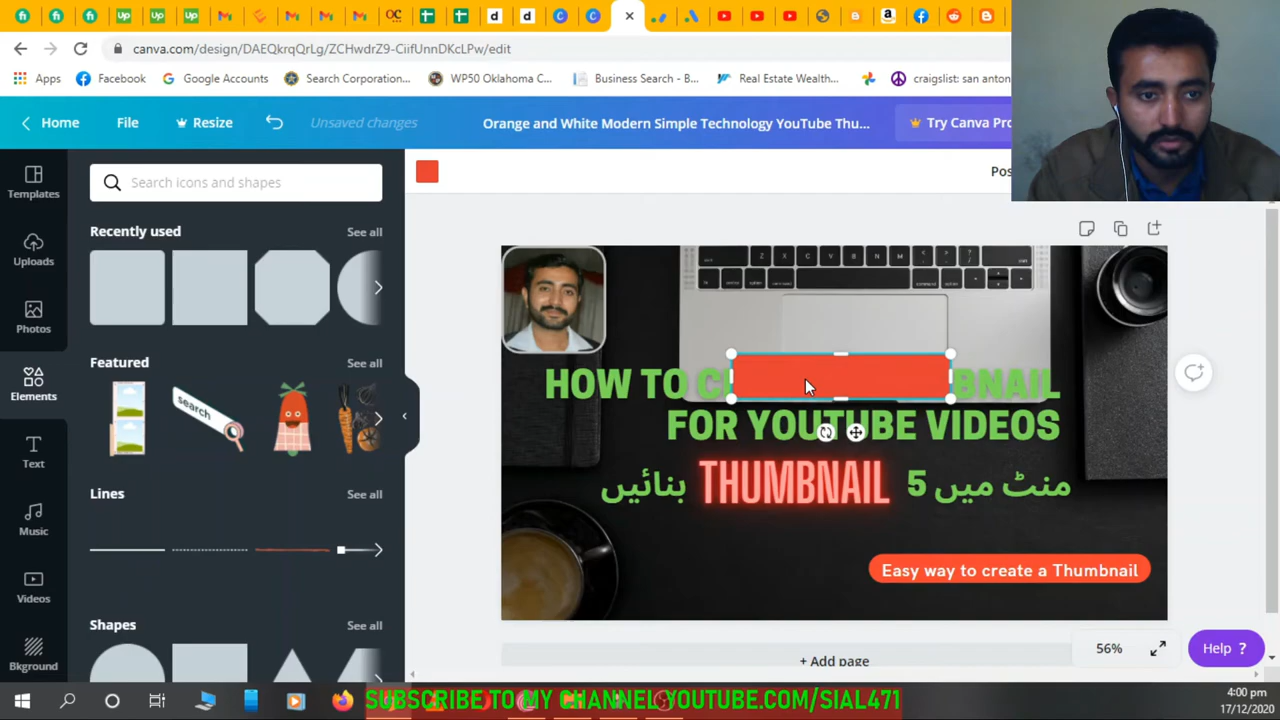 canva.com/design/DAEQkrqQrLg/ZCHwdrZ9-CiifUnnDKcLPw/edit
Apps Facebook Google Accounts Search Corporation... WP50 Oklahoma C... Business Search - B... Real Estate Wealth... craigslist: san anton
Home File Resize Unsaved changes Orange and White Modern Simple Technology YouTube Thu... Try Canva Pro
Templates
Uploads
Photos
Elements
Text
Music
Videos
Bkground
Search icons and shapes
Recently used See all
Featured See all
search
Lines See all
Shapes See all
HOW TO
FOR YOUTUBE VIDEOS
5 منٹ میں THUMBNAIL بنائیں
Easy way to create a Thumbnail
+ Add page
56%
Help ?
SUBSCRIBE TO MY CHANNEL YOUTUBE.COM/SIAL471
4:00 pm
17/12/2020